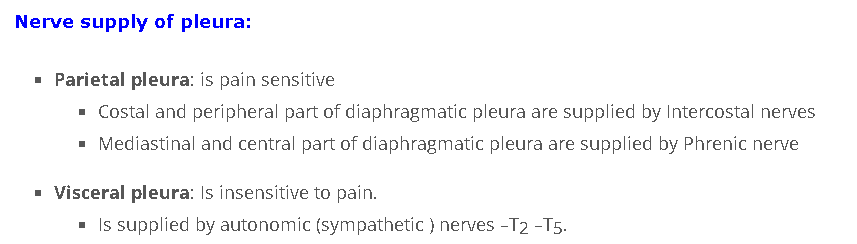 Nerve supply of pleura:
▪ Parietal pleura: is pain sensitive
▪ Costal and peripheral part of diaphragmatic pleura are supplied by Intercostal nerves
▪ Mediastinal and central part of diaphragmatic pleura are supplied by Phrenic nerve
▪ Visceral pleura: Is insensitive to pain.
▪ Is supplied by autonomic (sympathetic ) nerves –T2 –T5.